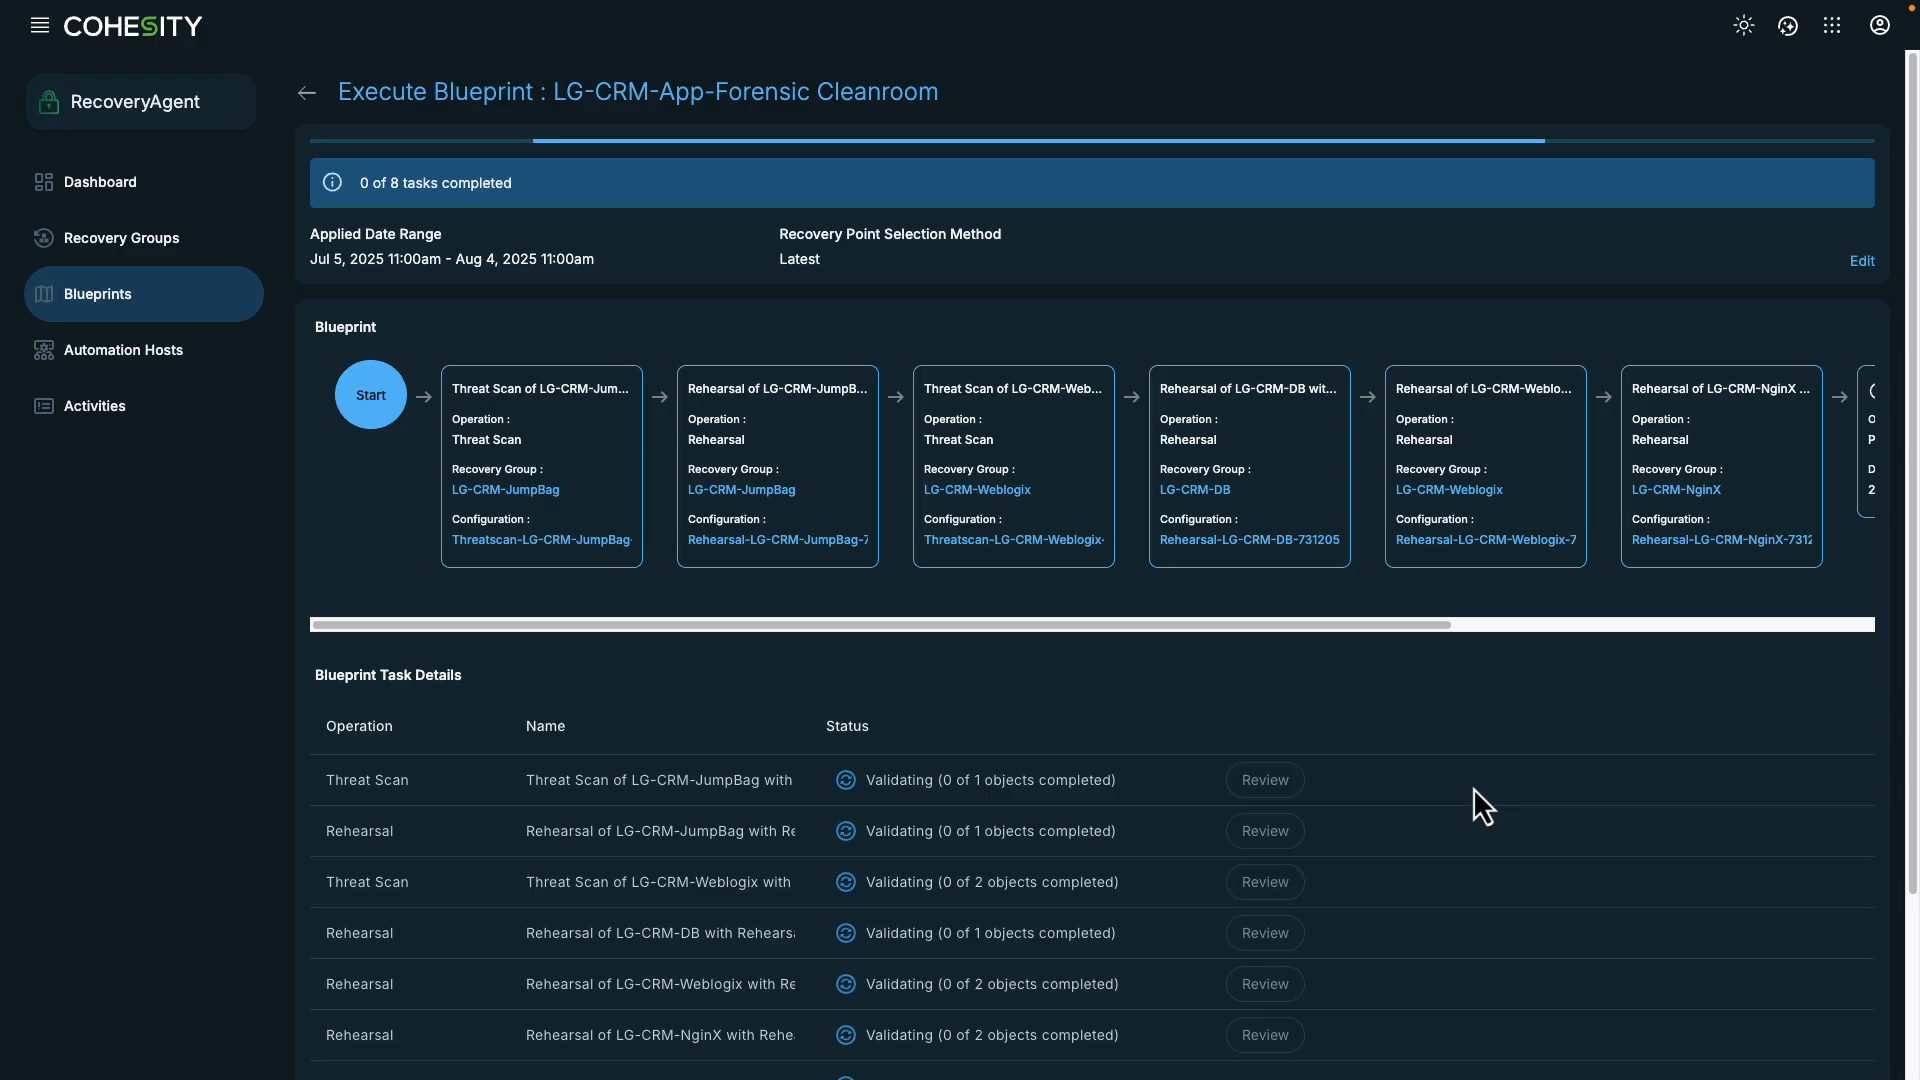 COHESITY
RecoveryAgent
Dashboard
Recovery Groups
Blueprints
Automation Hosts
Activities
Execute Blueprint : LG-CRM-App-Forensic Cleanroom
0 of 8 tasks completed
Applied Date Range
Jul 5, 2025 11:00am - Aug 4, 2025 11:00am
Recovery Point Selection Method
Latest
Edit
Blueprint
Start
Threat Scan of LG-CRM-Jum...
Operation :
Threat Scan
Recovery Group :
LG-CRM-JumpBag
Configuration :
Threatscan-LG-CRM-JumpBag-
Rehearsal of LG-CRM-JumpB...
Operation :
Rehearsal
Recovery Group :
LG-CRM-JumpBag
Configuration :
Rehearsal-LG-CRM-JumpBag-7
Threat Scan of LG-CRM-Web...
Operation :
Threat Scan
Recovery Group :
LG-CRM-Weblogix
Configuration :
Threatscan-LG-CRM-Weblogix-
Rehearsal of LG-CRM-DB wit...
Operation :
Rehearsal
Recovery Group :
LG-CRM-DB
Configuration :
Rehearsal-LG-CRM-DB-731205
Rehearsal of LG-CRM-Weblo...
Operation :
Rehearsal
Recovery Group :
LG-CRM-Weblogix
Configuration :
Rehearsal-LG-CRM-Weblogix-7
Rehearsal of LG-CRM-NginX ...
Operation :
Rehearsal
Recovery Group :
LG-CRM-NginX
Configuration :
Rehearsal-LG-CRM-NginX-7312
Blueprint Task Details
Operation Name Status
Threat Scan Threat Scan of LG-CRM-JumpBag with Validating (0 of 1 objects completed) Review
Rehearsal Rehearsal of LG-CRM-JumpBag with Re Validating (0 of 1 objects completed) Review
Threat Scan Threat Scan of LG-CRM-Weblogix with Validating (0 of 2 objects completed) Review
Rehearsal Rehearsal of LG-CRM-DB with Rehearsa Validating (0 of 1 objects completed) Review
Rehearsal Rehearsal of LG-CRM-Weblogix with Re Validating (0 of 2 objects completed) Review
Rehearsal Rehearsal of LG-CRM-NginX with Rehe Validating (0 of 2 objects completed) Review